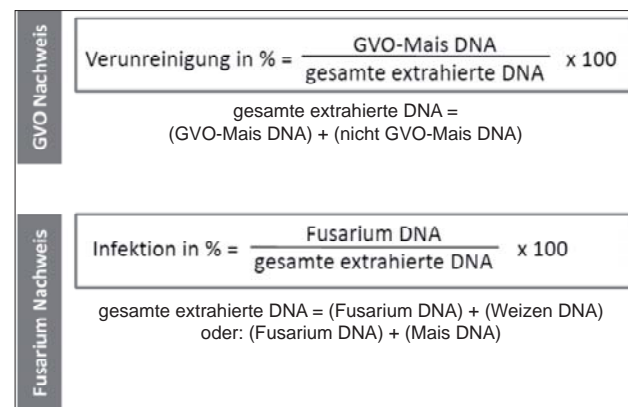 GVO Nachweis
Verunreinigung in % = GVO-Mais DNA / gesamte extrahierte DNA x 100
gesamte extrahierte DNA =
(GVO-Mais DNA) + (nicht GVO-Mais DNA)
Fusarium Nachweis
Infektion in % = Fusarium DNA / gesamte extrahierte DNA x 100
gesamte extrahierte DNA = (Fusarium DNA) + (Weizen DNA)
oder: (Fusarium DNA) + (Mais DNA)